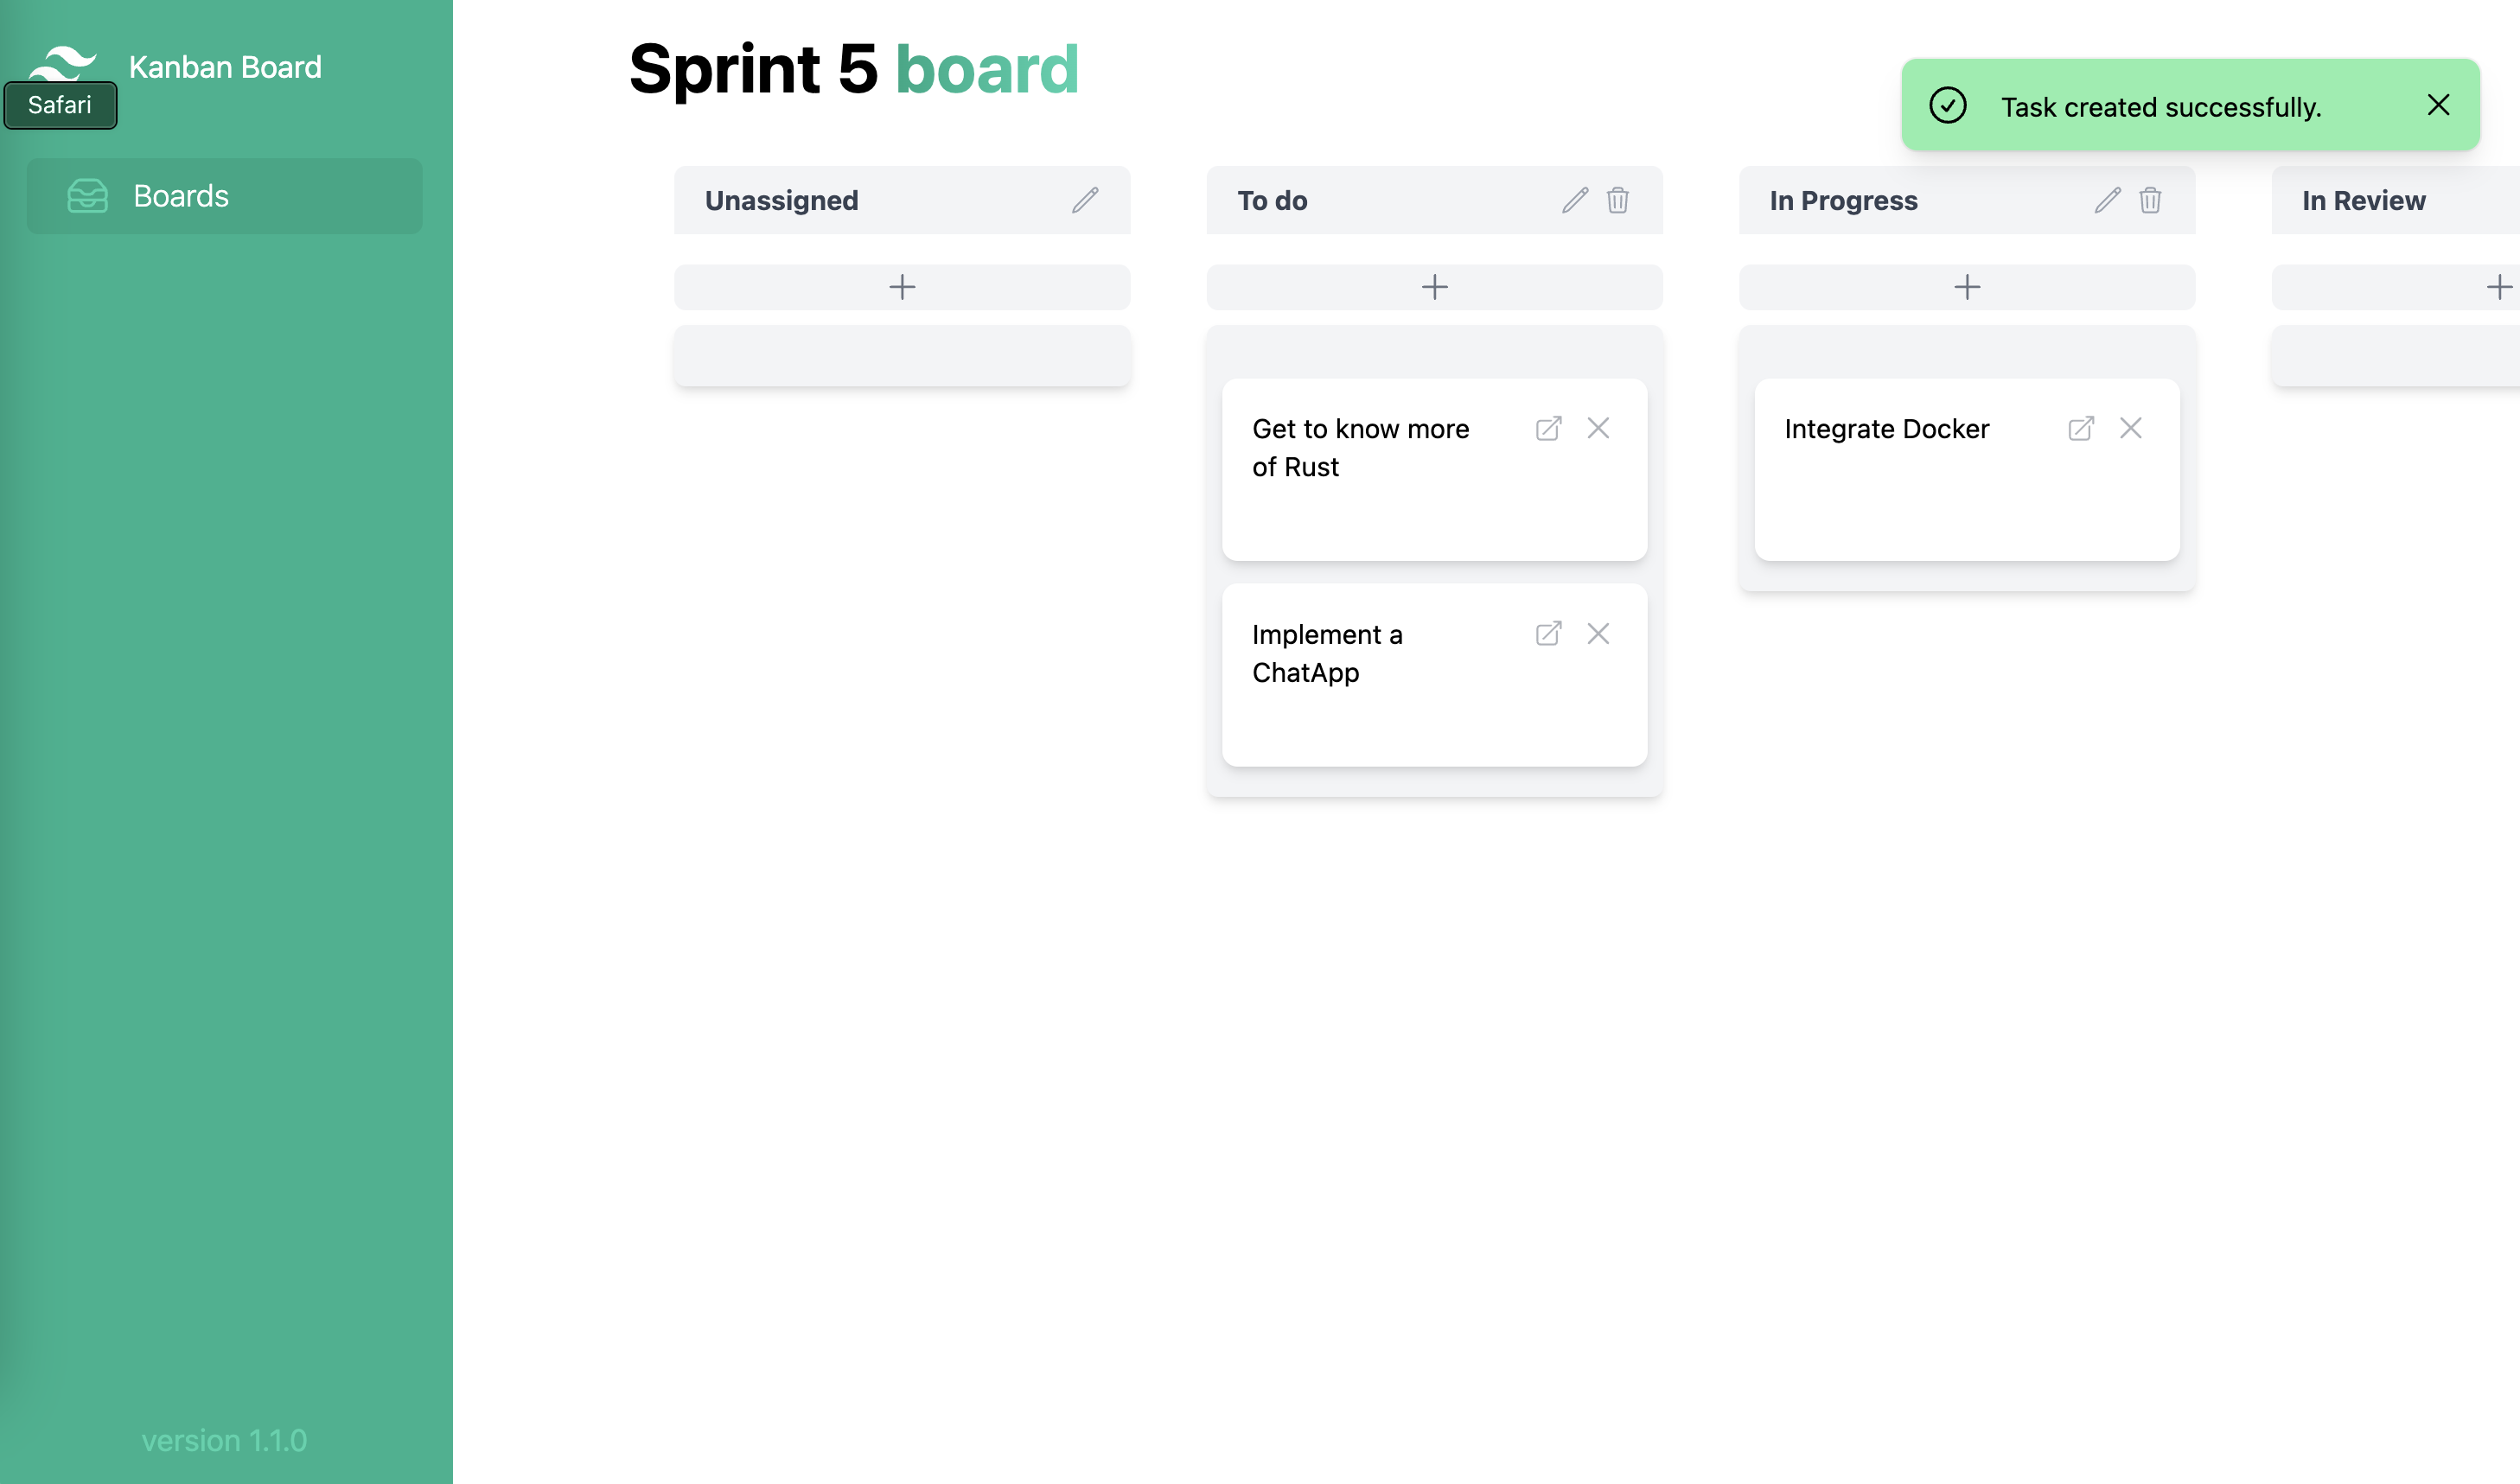 Kanban Board
Safari
Boards
version 1.1.0
Sprint 5 board
Task created successfully.
Unassigned
To do
Get to know more
of Rust
Implement a
ChatApp
In Progress
Integrate Docker
In Review